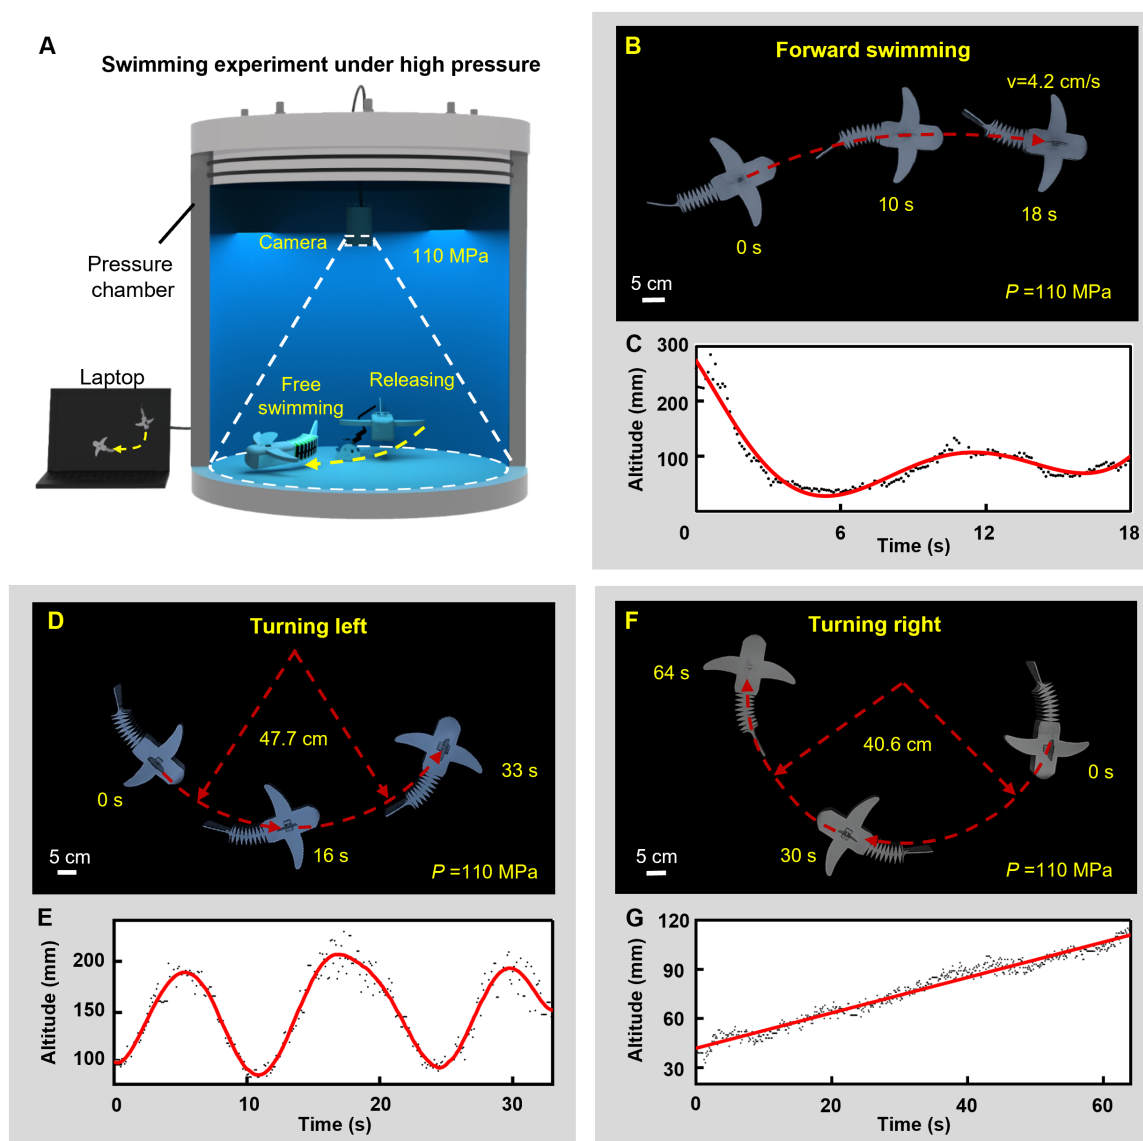 A
Swimming experiment under high pressure
Camera
110 MPa
Pressure
chamber
Laptop
Free
swimming
Releasing
B
Forward swimming
v=4.2 cm/s
0 s
10 s
18 s
5 cm
P =110 MPa
C
Altitude (mm)
300
200
100
0
6
12
18
Time (s)
D
Turning left
47.7 cm
0 s
16 s
33 s
5 cm
P =110 MPa
E
Altitude (mm)
200
150
100
0
10
20
30
Time (s)
F
Turning right
64 s
40.6 cm
0 s
30 s
5 cm
P =110 MPa
G
Altitude (mm)
120
90
60
30
0
20
40
60
Time (s)